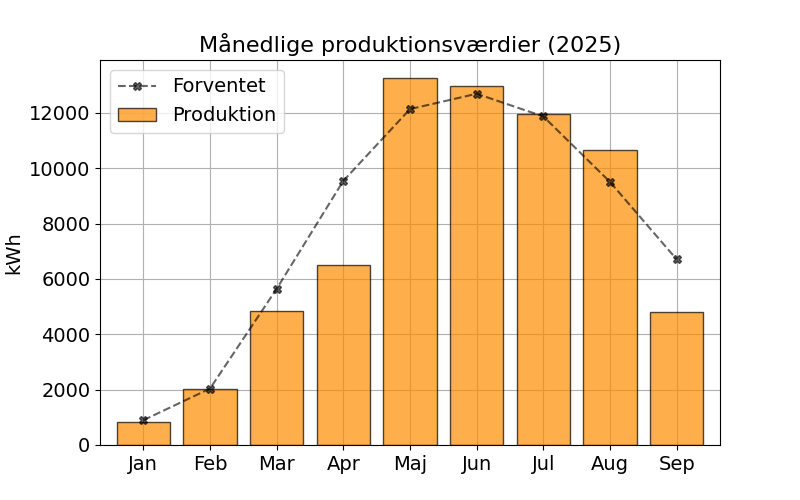 Månedlige produktionsværdier (2025)
Forventet
Produktion
kWh
12000
10000
8000
6000
4000
2000
0
Jan Feb Mar Apr Maj Jun Jul Aug Sep